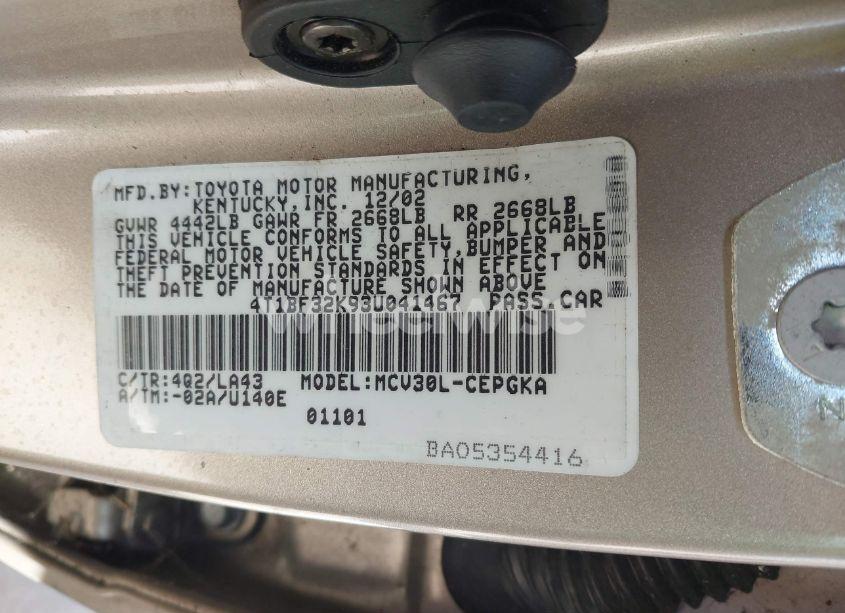 MFD.BY:TOYOTA MOTOR MANUFACTURING,
KENTUCKY,INC. 12/02
GVWR 4442LB GAWR FR 2668LB RR 2668LB
THIS VEHICLE CONFORMS TO ALL APPLICABLE
FEDERAL MOTOR VEHICLE SAFETY,BUMPER AND
THEFT PREVENTION STANDARDS IN EFFECT ON
THE DATE OF MANUFACTURE SHOWN ABOVE
4T1BF32K93U041467 PASS.CAR
wheelwise
C/TR:4Q2/LA43 MODEL:MCV30L-CEPGKA
A/TM:-02A/U140E
01101
BA05354416
N